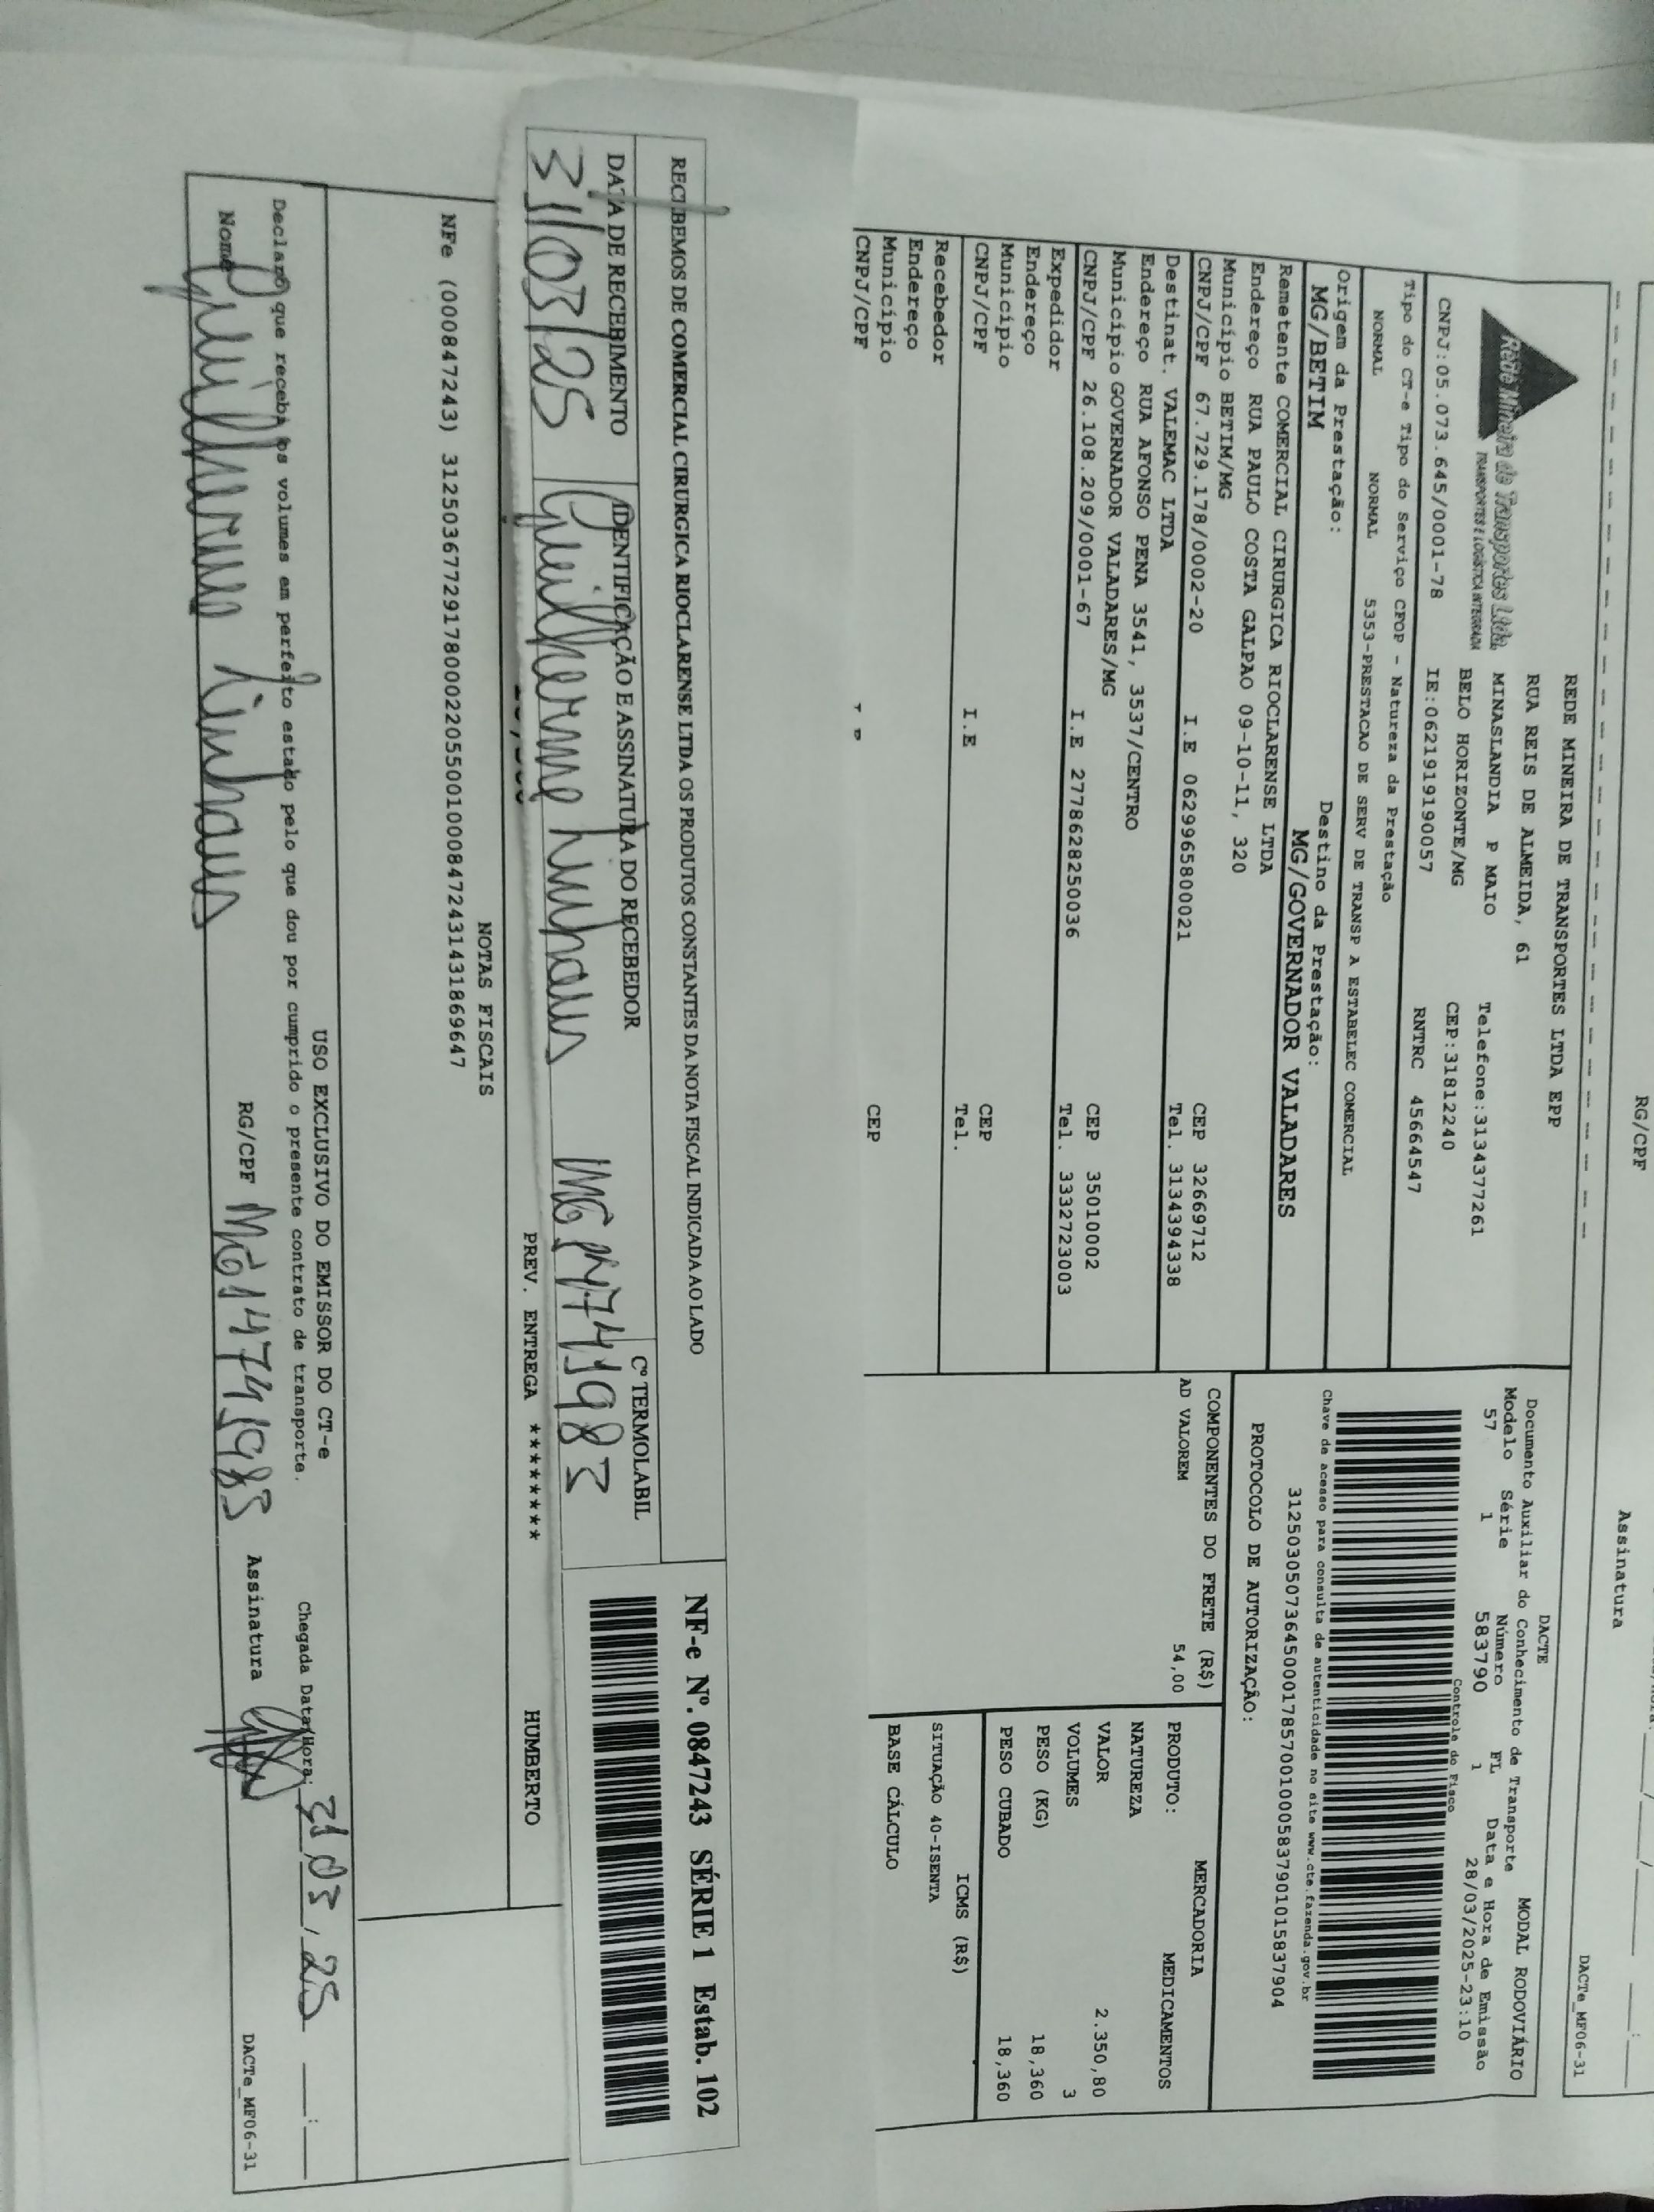 RG/CPF
Assinatura
DACTe_MF06-31
Rede Mineira de Transportes Ltda.
TRANSPORTES E LOGÍSTICA INTEGRADA
REDE MINEIRA DE TRANSPORTES LTDA EPP
RUA REIS DE ALMEIDA, 61
MINASLANDIA P MAIO
Telefone:3134377261
BELO HORIZONTE/MG
CEP:31812240
CNPJ:05.073.645/0001-78
IE:0621919190057
RNTRC 45664547
DACTE
Documento Auxiliar do Conhecimento de Transporte
MODAL RODOVIÁRIO
Modelo Série Número FL Data e Hora de Emissão
57 1 583790 1 28/03/2025-23:10
Controle do Fisco
Tipo do CT-e Tipo do Serviço CFOP - Natureza da Prestação
NORMAL NORMAL 5353-PRESTACAO DE SERV DE TRANSP A ESTABELEC COMERCIAL
Chave de acesso para consulta de autenticidade no site www.cte.fazenda.gov.br
31250305073645000178570010005837901015837904
Origem da Prestação: Destino da Prestação:
MG/BETIM MG/GOVERNADOR VALADARES
PROTOCOLO DE AUTORIZAÇÃO:
Remetente COMERCIAL CIRURGICA RIOCLARENSE LTDA
Endereço RUA PAULO COSTA GALPAO 09-10-11, 320
Município BETIM/MG CEP 32669712
CNPJ/CPF 67.729.178/0002-20 I.E 0629965800021 Tel. 3134394338
Destinat. VALEMAC LTDA
Endereço RUA AFONSO PENA 3541, 3537/CENTRO
Município GOVERNADOR VALADARES/MG CEP 35010002
CNPJ/CPF 26.108.209/0001-67 I.E 2778628250036 Tel. 3332723003
Expedidor
Endereço
Município CEP
CNPJ/CPF I.E Tel.
Recebedor
Endereço
Município CEP
CNPJ/CPF
COMPONENTES DO FRETE (R$)
AD VALOREM 54,00
MERCADORIA
PRODUTO: MEDICAMENTOS
NATUREZA
VALOR 2.350,80
VOLUMES 3
PESO (KG) 18,360
PESO CUBADO 18,360
ICMS (R$)
SITUAÇÃO 40-ISENTA
BASE CÁLCULO
RECEBEMOS DE COMERCIAL CIRURGICA RIOCLARENSE LTDA OS PRODUTOS CONSTANTES DA NOTA FISCAL INDICADA AO LADO
DATA DE RECEBIMENTO IDENTIFICAÇÃO E ASSINATURA DO RECEBEDOR Cº TERMOLABIL
31/03/25 Guilherme Linhares
NF-e Nº. 0847243 SÉRIE 1 Estab. 102
PREV. ENTREGA ******** HUMBERTO
NOTAS FISCAIS
NFe (000847243) 31250367729178000220550010008472431431869647
USO EXCLUSIVO DO EMISSOR DO CT-e
Declaro que recebi os volumes em perfeito estado pelo que dou por cumprido o presente contrato de transporte.
Chegada Data/Hora: 31/03/25 __:__
Nome Guilherme Linhares RG/CPF MG14741983 Assinatura
DACTe_MF06-31